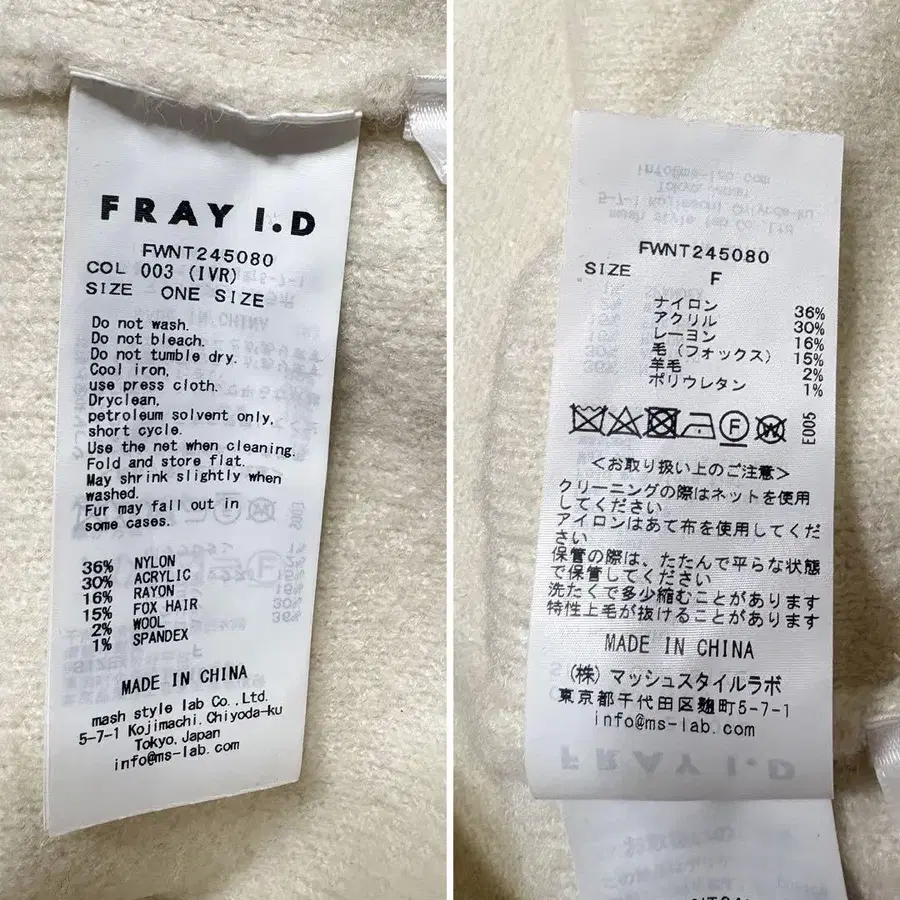 FRAY I.D
FWNT245080
COL 003 (IVR)
SIZE ONE SIZE
Do not wash.
Do not bleach.
Do not tumble dry.
Cool iron,
use press cloth.
Dryclean,
petroleum solvent only,
short cycle.
Use the net when cleaning.
Fold and store flat.
May shrink slightly when
washed.
Fur may fall out in
some cases.
36% NYLON
30% ACRYLIC
16% RAYON
15% FOX HAIR
2% WOOL
1% SPANDEX
MADE IN CHINA
mash style lab Co.,Ltd.
5-7-1 Kojimachi.Chiyoda-ku
Tokyo.Japan
info@ms-lab.com
FWNT245080
SIZE F
ナイロン 36%
アクリル 30%
レーヨン 16%
毛(フォックス) 15%
羊毛 2%
ポリウレタン 1%
F W E005
<お取り扱い上のご注意>
クリーニングの際はネットを使用
してください
アイロンはあて布を使用してくだ
さい
保管の際は、たたんで平らな状態
で保管してください
洗たくで多少縮むことがあります
特性上毛が抜けることがあります
MADE IN CHINA
(株)マッシュスタイルラボ
東京都千代田区麹町5-7-1
info@ms-lab.com